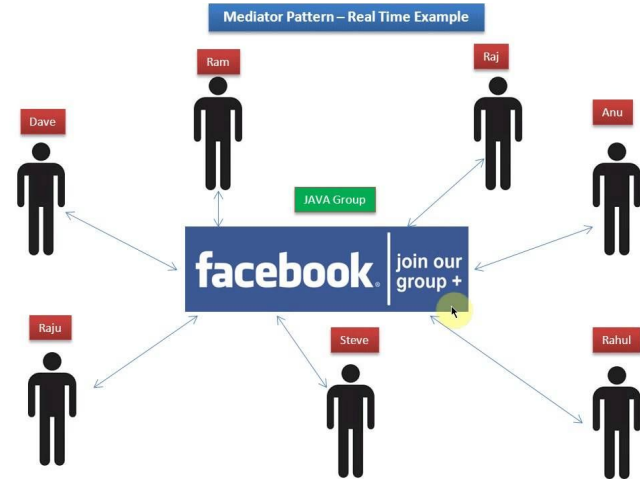 Mediator Pattern – Real Time Example
Ram
Raj
Dave
Anu
JAVA Group
facebook.
join our
group +
Raju
Steve
Rahul